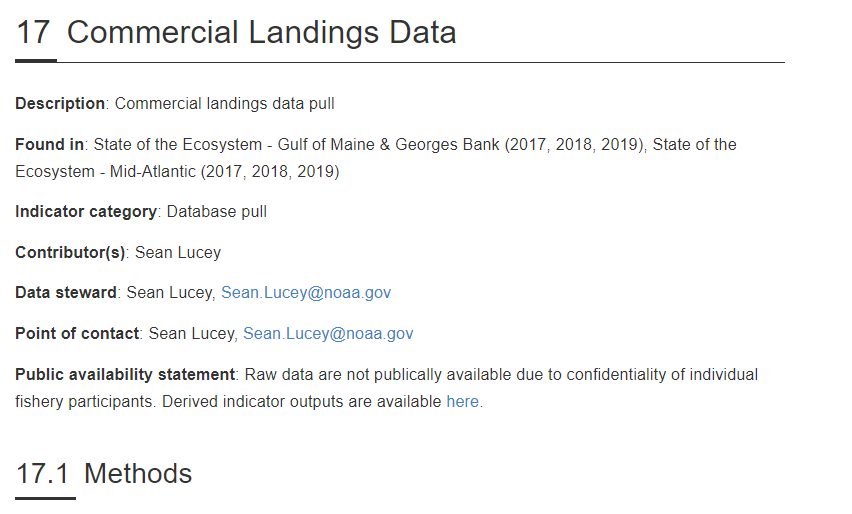 17 Commercial Landings Data
Description: Commercial landings data pull
Found in: State of the Ecosystem - Gulf of Maine & Georges Bank (2017, 2018, 2019), State of the
Ecosystem - Mid-Atlantic (2017, 2018, 2019)
Indicator category: Database pull
Contributor(s): Sean Lucey
Data steward: Sean Lucey, Sean.Lucey@noaa.gov
Point of contact: Sean Lucey, Sean.Lucey@noaa.gov
Public availability statement: Raw data are not publically available due to confidentiality of individual
fishery participants. Derived indicator outputs are available here.
17.1 Methods